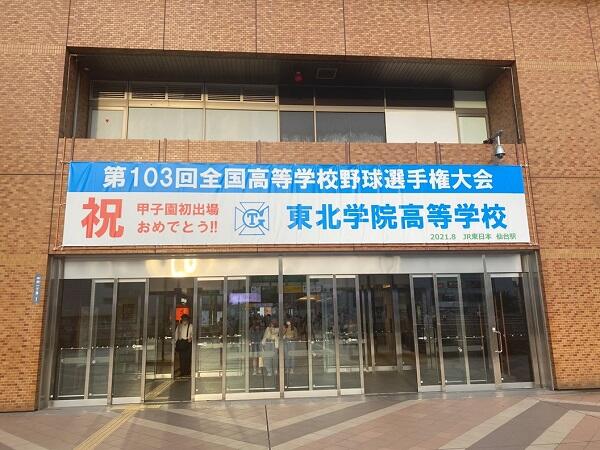 第103回全国高等学校野球選手権大会
祝 甲子園初出場
おめでとう!!
TG
東北学院高等学校
2021.8 JR東日本 仙台駅